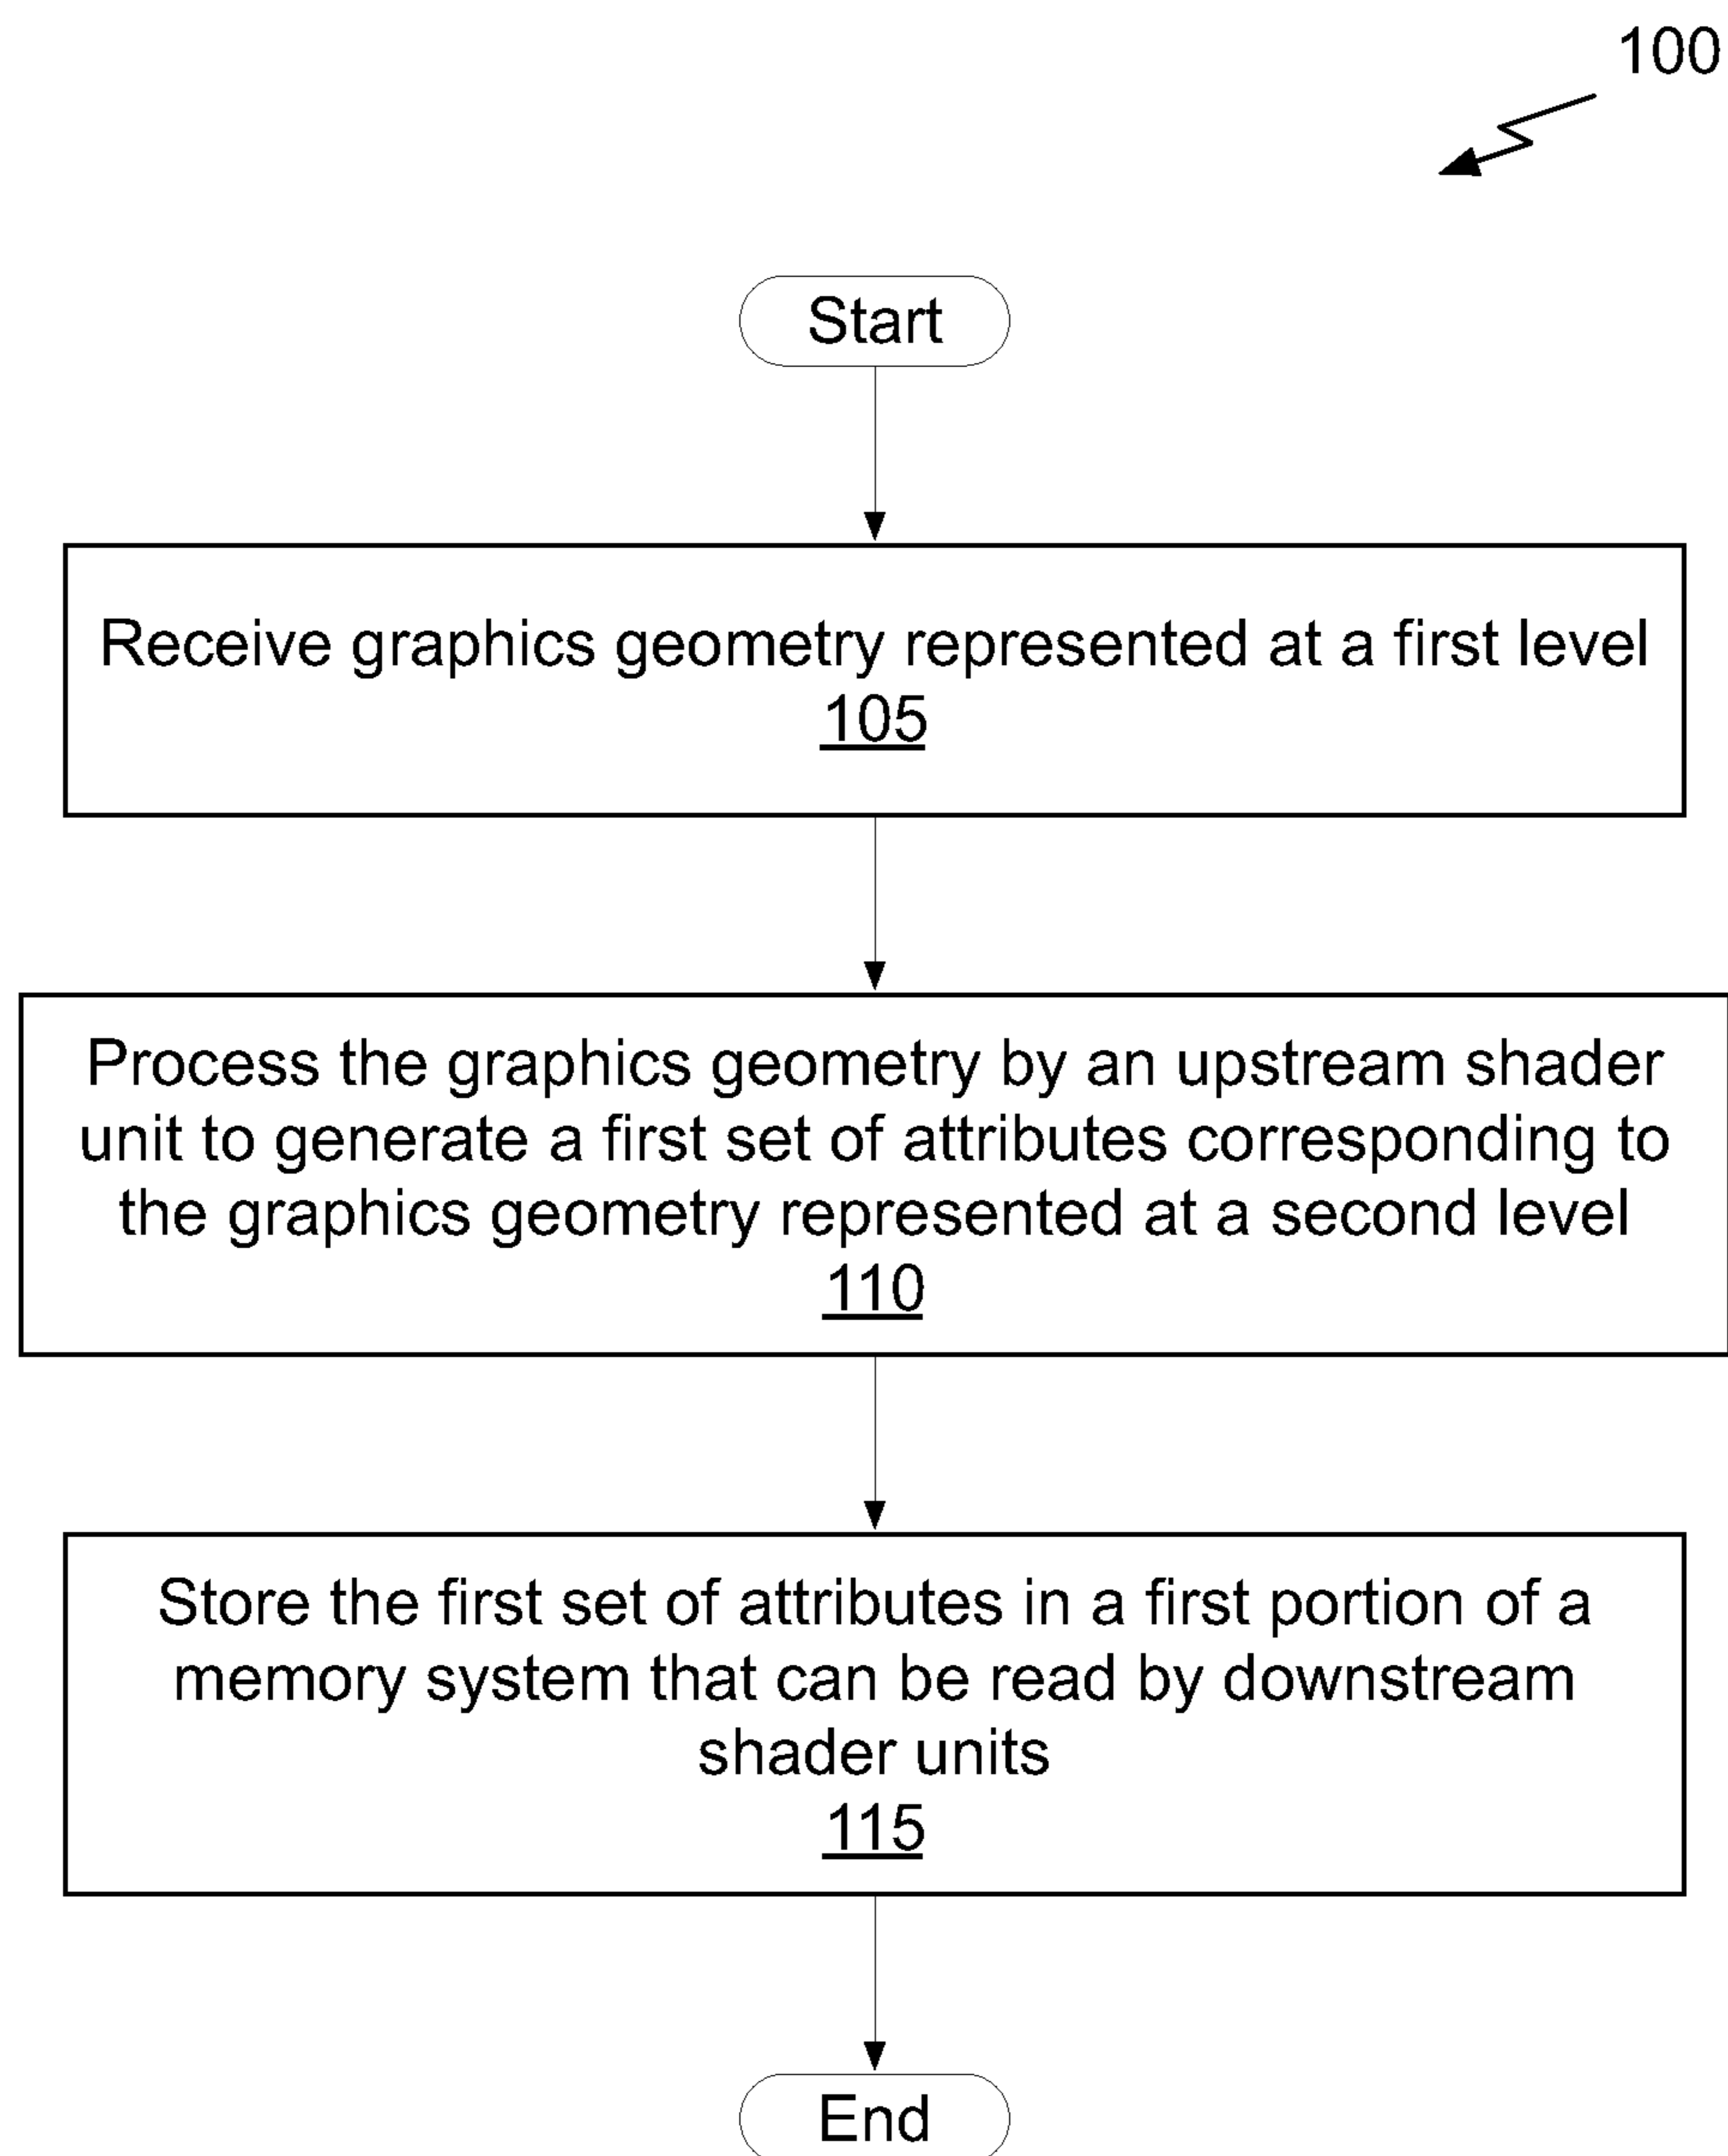 100
Start
Receive graphics geometry represented at a first level
105
Process the graphics geometry by an upstream shader
unit to generate a first set of attributes corresponding to
the graphics geometry represented at a second level
110
Store the first set of attributes in a first portion of a
memory system that can be read by downstream
shader units
115
End